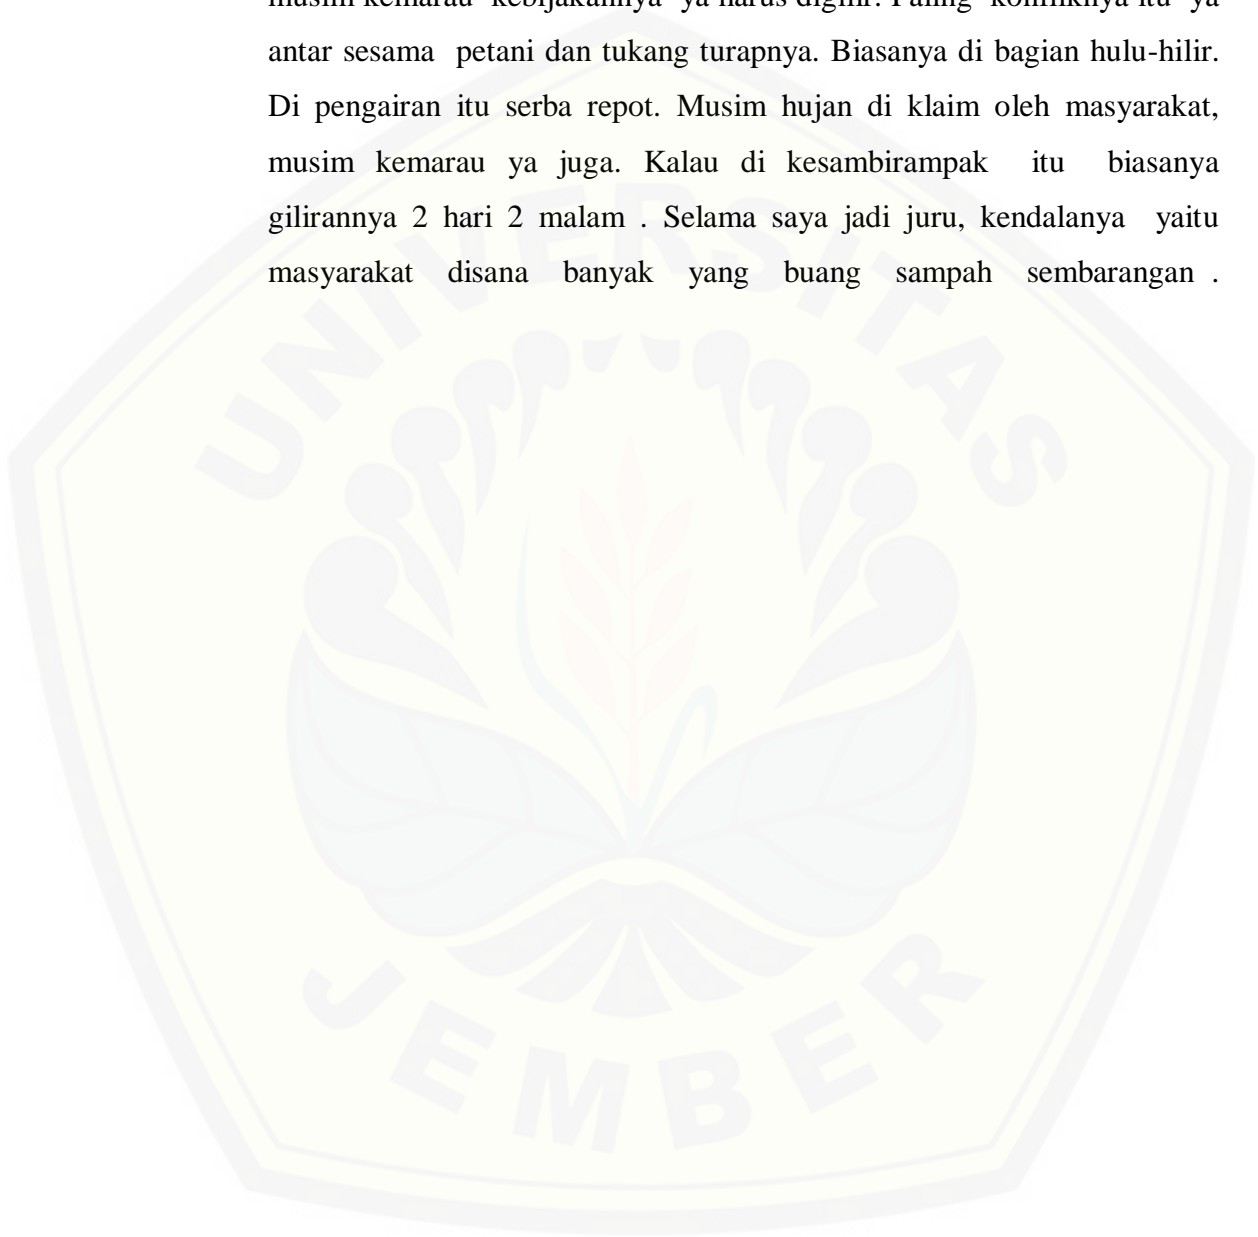 musim kemarau kebijakannya ya harus digilir. Paling konfliknya itu ya
antar sesama petani dan tukang turapnya. Biasanya di bagian hulu-hilir.
Di pengairan itu serba repot. Musim hujan di klaim oleh masyarakat,
musim kemarau ya juga. Kalau di kesambirampak itu biasanya
gilirannya 2 hari 2 malam . Selama saya jadi juru, kendalanya yaitu
masyarakat disana banyak yang buang sampah sembarangan .
UNIVERSITAS
JEMBER